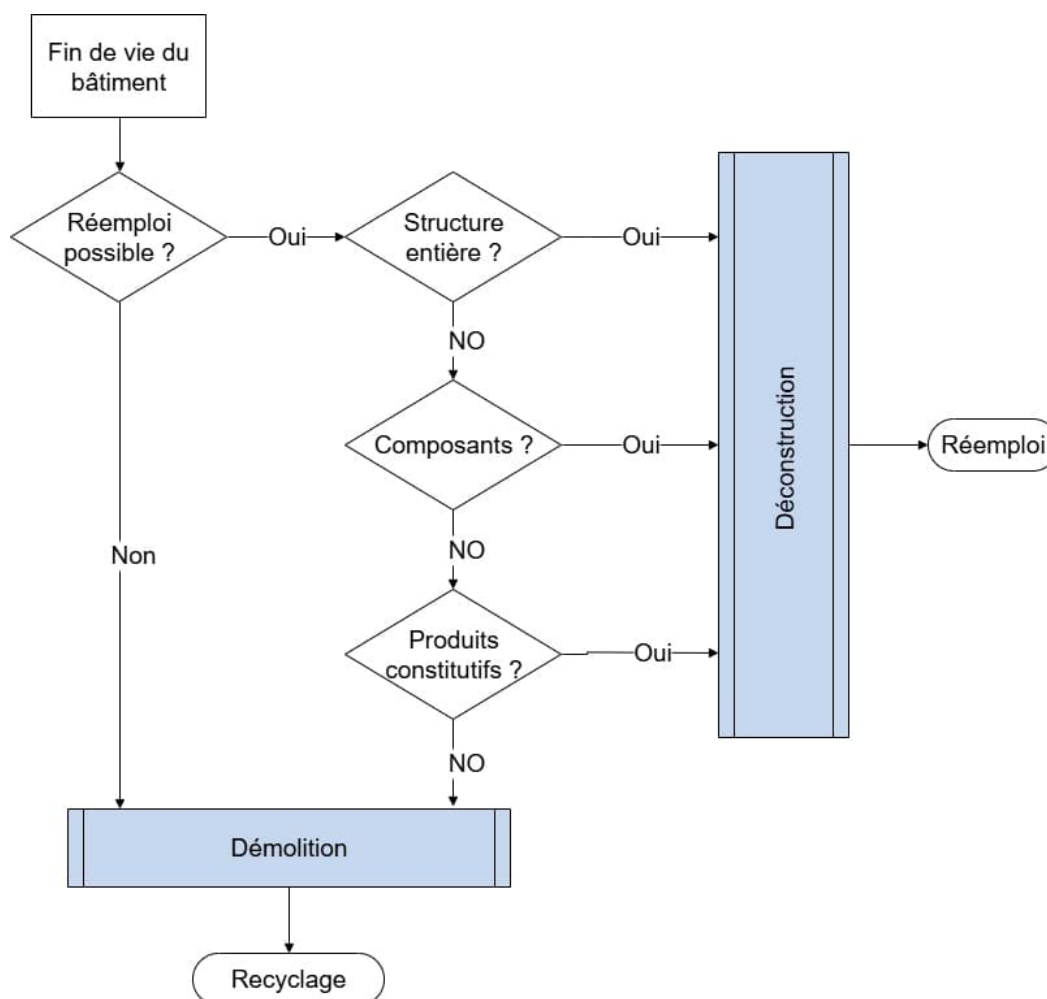 Fin de vie du
bâtiment
Réemploi
possible ?
Oui
Structure
entière ?
Oui
NO
Composants ?
Oui
Déconstruction
Réemploi
Non
NO
Produits
constitutifs ?
Oui
NO
Démolition
Recyclage